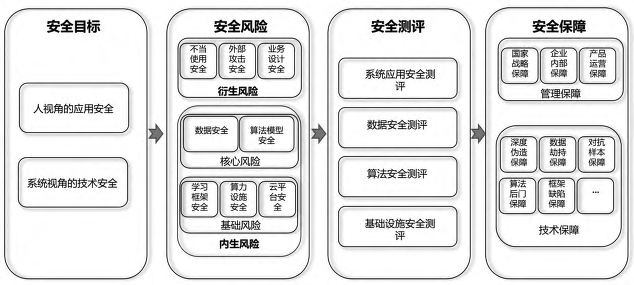 安全目标
人视角的应用安全
系统视角的技术安全
安全风险
不当
使用
安全
外部
攻击
安全
业务
设计安
全
衍生风险
数据安全
算法模型
安全
核心风险
学习
框架
安全
算力
设施
安全
云平
台安
全
基础风险
内生风险
安全测评
系统应用安全测
评
数据安全测评
算法安全测评
基础设施安全测
评
安全保障
国家
战略
保障
企业
内部
保障
产品
运营
保障
管理保障
深度
伪造
保障
数据
劫持
保障
对抗
样本
保障
算法
后门
保障
框架
缺陷
保障
...
技术保障